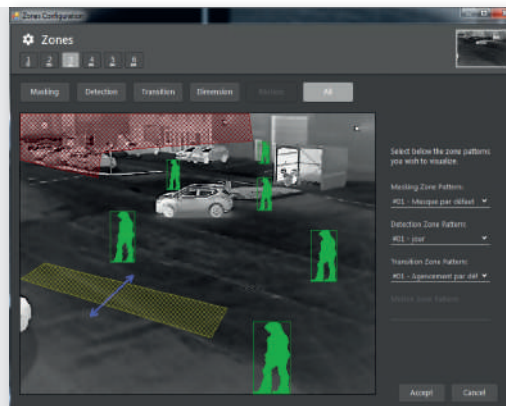 Zones Configuration
Zones
1 2 3 4 5 6
Masking Detection Transition Dimension All
Select below the zone patterns
you wish to visualize.
Masking Zone Pattern:
#01 - Masque par défaut
Detection Zone Pattern:
#01 - jour
Transition Zone Pattern:
#01 - Agencement par déf
Accept Cancel